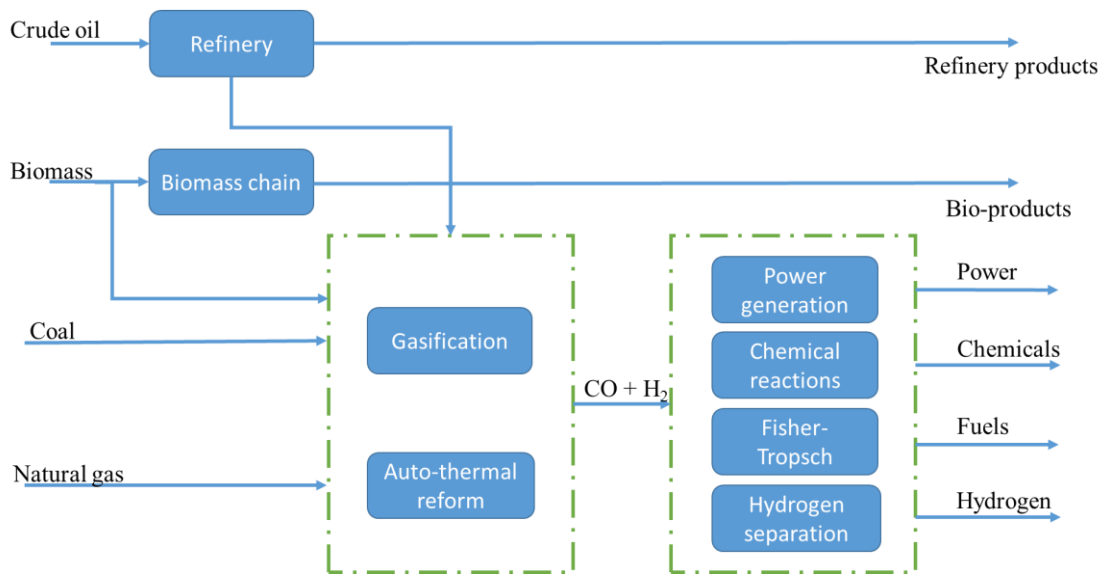 Crude oil
Refinery
Refinery products
Biomass
Biomass chain
Bio-products
Power
generation
Power
Coal
Gasification
Chemical
reactions
Chemicals
CO + H₂
Fisher-
Tropsch
Fuels
Natural gas
Auto-thermal
reform
Hydrogen
separation
Hydrogen